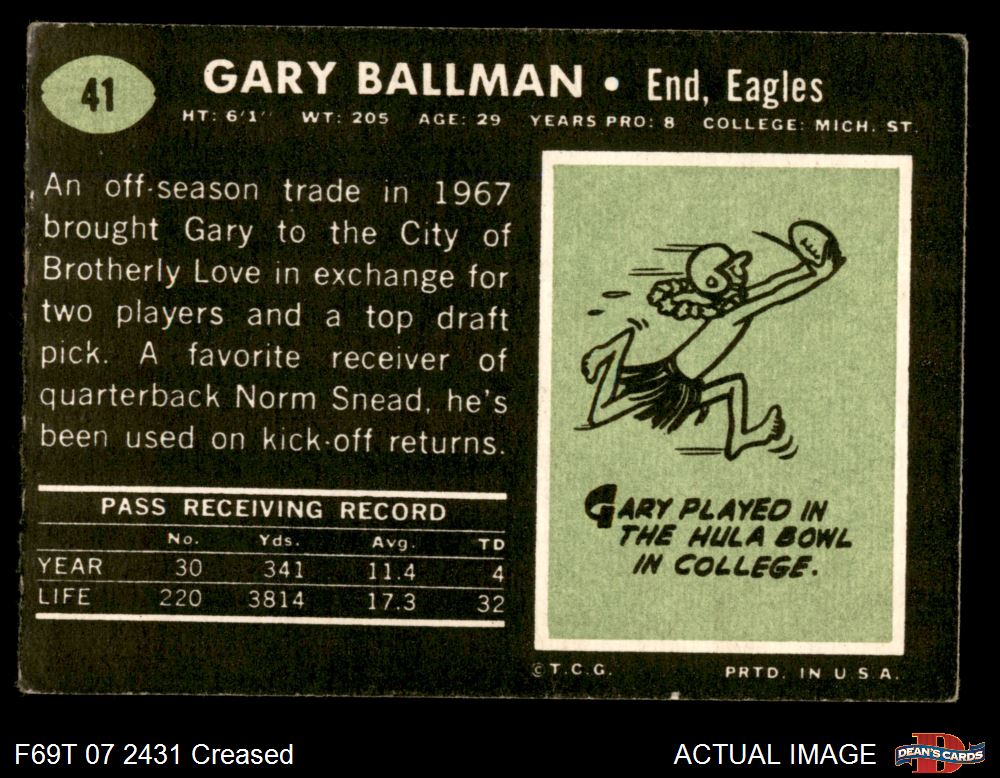 41
GARY BALLMAN • End, Eagles
HT: 6'1" WT: 205 AGE: 29 YEARS PRO: 8 COLLEGE: MICH. ST.
An off-season trade in 1967
brought Gary to the City of
Brotherly Love in exchange for
two players and a top draft
pick. A favorite receiver of
quarterback Norm Snead, he's
been used on kick-off returns.
PASS RECEIVING RECORD
No. Yds. Avg. TD
YEAR 30 341 11.4 4
LIFE 220 3814 17.3 32
GARY PLAYED IN
THE HULA BOWL
IN COLLEGE.
© T.C.G. PRTD. IN U.S.A.
F69T 07 2431 Creased
ACTUAL IMAGE
D
DEAN'S CARDS